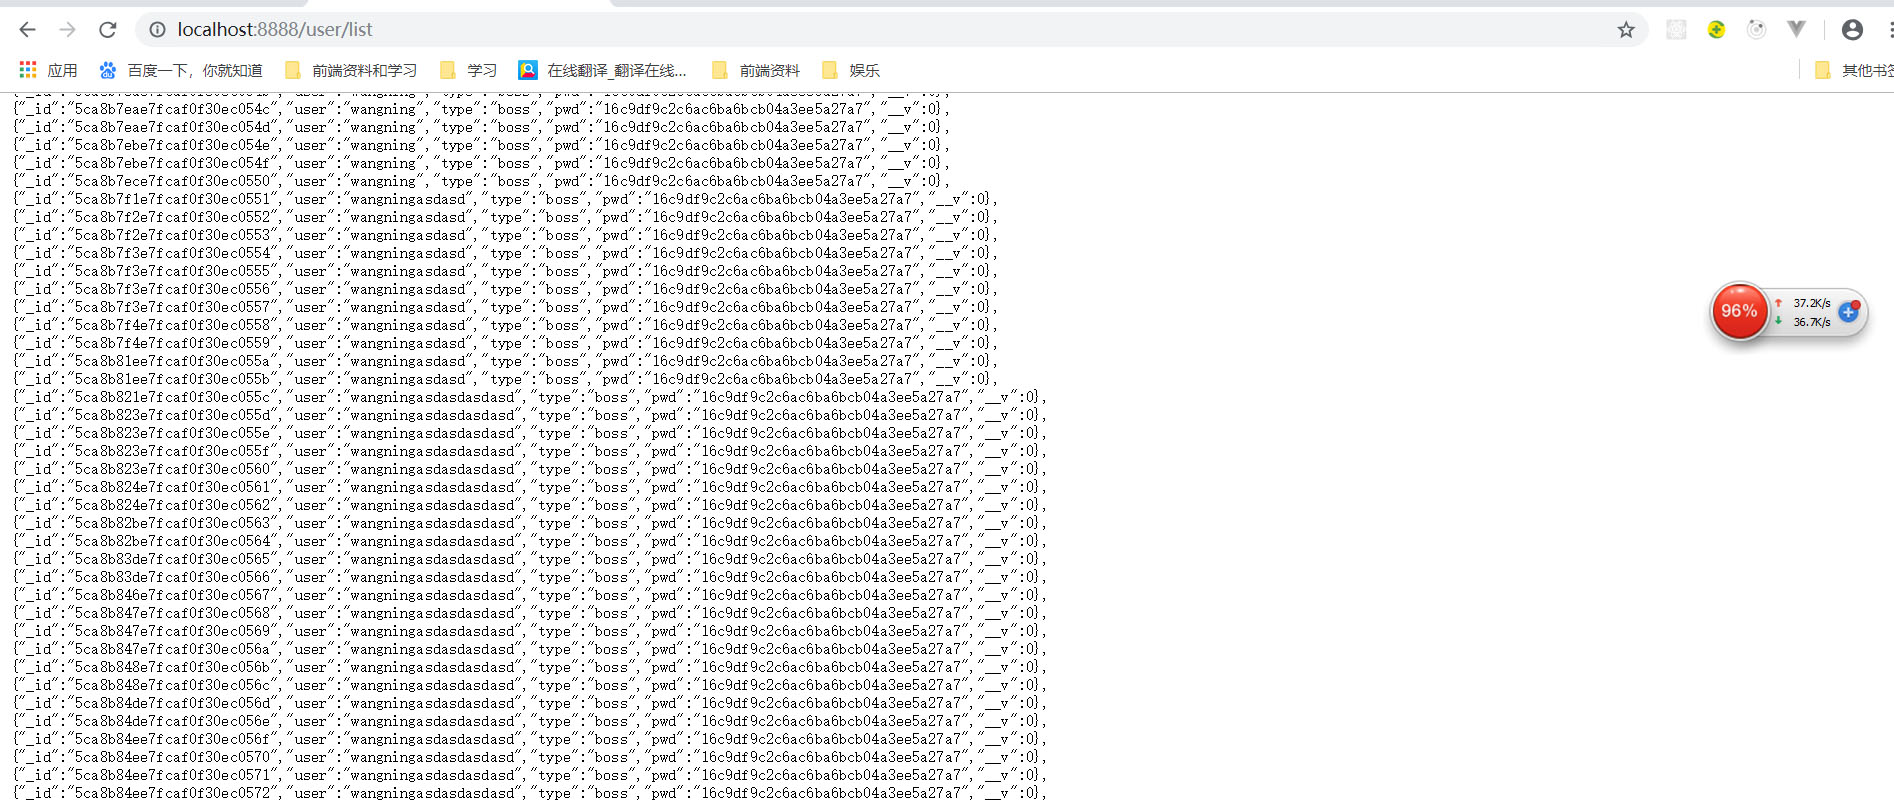 localhost:8888/user/list
应用 百度一下，你就知道 前端资料和学习 学习 在线翻译_翻译在线... 前端资料 娱乐 其他书签
{"_id":"5ca8b7eae7fcaf0f30ec054c","user":"wangning","type":"boss","pwd":"16c9df9c2c6ac6ba6bcb04a3ee5a27a7","__v":0},
{"_id":"5ca8b7eae7fcaf0f30ec054d","user":"wangning","type":"boss","pwd":"16c9df9c2c6ac6ba6bcb04a3ee5a27a7","__v":0},
{"_id":"5ca8b7ebe7fcaf0f30ec054e","user":"wangning","type":"boss","pwd":"16c9df9c2c6ac6ba6bcb04a3ee5a27a7","__v":0},
{"_id":"5ca8b7ebe7fcaf0f30ec054f","user":"wangning","type":"boss","pwd":"16c9df9c2c6ac6ba6bcb04a3ee5a27a7","__v":0},
{"_id":"5ca8b7ece7fcaf0f30ec0550","user":"wangning","type":"boss","pwd":"16c9df9c2c6ac6ba6bcb04a3ee5a27a7","__v":0},
{"_id":"5ca8b7f1e7fcaf0f30ec0551","user":"wangningasdasd","type":"boss","pwd":"16c9df9c2c6ac6ba6bcb04a3ee5a27a7","__v":0},
{"_id":"5ca8b7f2e7fcaf0f30ec0552","user":"wangningasdasd","type":"boss","pwd":"16c9df9c2c6ac6ba6bcb04a3ee5a27a7","__v":0},
{"_id":"5ca8b7f2e7fcaf0f30ec0553","user":"wangningasdasd","type":"boss","pwd":"16c9df9c2c6ac6ba6bcb04a3ee5a27a7","__v":0},
{"_id":"5ca8b7f3e7fcaf0f30ec0554","user":"wangningasdasd","type":"boss","pwd":"16c9df9c2c6ac6ba6bcb04a3ee5a27a7","__v":0},
{"_id":"5ca8b7f3e7fcaf0f30ec0555","user":"wangningasdasd","type":"boss","pwd":"16c9df9c2c6ac6ba6bcb04a3ee5a27a7","__v":0},
{"_id":"5ca8b7f3e7fcaf0f30ec0556","user":"wangningasdasd","type":"boss","pwd":"16c9df9c2c6ac6ba6bcb04a3ee5a27a7","__v":0},
{"_id":"5ca8b7f3e7fcaf0f30ec0557","user":"wangningasdasd","type":"boss","pwd":"16c9df9c2c6ac6ba6bcb04a3ee5a27a7","__v":0},
{"_id":"5ca8b7f4e7fcaf0f30ec0558","user":"wangningasdasd","type":"boss","pwd":"16c9df9c2c6ac6ba6bcb04a3ee5a27a7","__v":0},
{"_id":"5ca8b7f4e7fcaf0f30ec0559","user":"wangningasdasd","type":"boss","pwd":"16c9df9c2c6ac6ba6bcb04a3ee5a27a7","__v":0},
{"_id":"5ca8b81ee7fcaf0f30ec055a","user":"wangningasdasd","type":"boss","pwd":"16c9df9c2c6ac6ba6bcb04a3ee5a27a7","__v":0},
{"_id":"5ca8b81ee7fcaf0f30ec055b","user":"wangningasdasd","type":"boss","pwd":"16c9df9c2c6ac6ba6bcb04a3ee5a27a7","__v":0},
{"_id":"5ca8b821e7fcaf0f30ec055c","user":"wangningasdasdasdasd","type":"boss","pwd":"16c9df9c2c6ac6ba6bcb04a3ee5a27a7","__v":0},
{"_id":"5ca8b823e7fcaf0f30ec055d","user":"wangningasdasdasdasd","type":"boss","pwd":"16c9df9c2c6ac6ba6bcb04a3ee5a27a7","__v":0},
{"_id":"5ca8b823e7fcaf0f30ec055e","user":"wangningasdasdasdasd","type":"boss","pwd":"16c9df9c2c6ac6ba6bcb04a3ee5a27a7","__v":0},
{"_id":"5ca8b823e7fcaf0f30ec055f","user":"wangningasdasdasdasd","type":"boss","pwd":"16c9df9c2c6ac6ba6bcb04a3ee5a27a7","__v":0},
{"_id":"5ca8b823e7fcaf0f30ec0560","user":"wangningasdasdasdasd","type":"boss","pwd":"16c9df9c2c6ac6ba6bcb04a3ee5a27a7","__v":0},
{"_id":"5ca8b824e7fcaf0f30ec0561","user":"wangningasdasdasdasd","type":"boss","pwd":"16c9df9c2c6ac6ba6bcb04a3ee5a27a7","__v":0},
{"_id":"5ca8b824e7fcaf0f30ec0562","user":"wangningasdasdasdasd","type":"boss","pwd":"16c9df9c2c6ac6ba6bcb04a3ee5a27a7","__v":0},
{"_id":"5ca8b82be7fcaf0f30ec0563","user":"wangningasdasdasdasd","type":"boss","pwd":"16c9df9c2c6ac6ba6bcb04a3ee5a27a7","__v":0},
{"_id":"5ca8b82be7fcaf0f30ec0564","user":"wangningasdasdasdasd","type":"boss","pwd":"16c9df9c2c6ac6ba6bcb04a3ee5a27a7","__v":0},
{"_id":"5ca8b83de7fcaf0f30ec0565","user":"wangningasdasdasdasd","type":"boss","pwd":"16c9df9c2c6ac6ba6bcb04a3ee5a27a7","__v":0},
{"_id":"5ca8b83de7fcaf0f30ec0566","user":"wangningasdasdasdasd","type":"boss","pwd":"16c9df9c2c6ac6ba6bcb04a3ee5a27a7","__v":0},
{"_id":"5ca8b846e7fcaf0f30ec0567","user":"wangningasdasdasdasd","type":"boss","pwd":"16c9df9c2c6ac6ba6bcb04a3ee5a27a7","__v":0},
{"_id":"5ca8b847e7fcaf0f30ec0568","user":"wangningasdasdasdasd","type":"boss","pwd":"16c9df9c2c6ac6ba6bcb04a3ee5a27a7","__v":0},
{"_id":"5ca8b847e7fcaf0f30ec0569","user":"wangningasdasdasdasd","type":"boss","pwd":"16c9df9c2c6ac6ba6bcb04a3ee5a27a7","__v":0},
{"_id":"5ca8b847e7fcaf0f30ec056a","user":"wangningasdasdasdasd","type":"boss","pwd":"16c9df9c2c6ac6ba6bcb04a3ee5a27a7","__v":0},
{"_id":"5ca8b848e7fcaf0f30ec056b","user":"wangningasdasdasdasd","type":"boss","pwd":"16c9df9c2c6ac6ba6bcb04a3ee5a27a7","__v":0},
{"_id":"5ca8b848e7fcaf0f30ec056c","user":"wangningasdasdasdasd","type":"boss","pwd":"16c9df9c2c6ac6ba6bcb04a3ee5a27a7","__v":0},
{"_id":"5ca8b84de7fcaf0f30ec056d","user":"wangningasdasdasdasd","type":"boss","pwd":"16c9df9c2c6ac6ba6bcb04a3ee5a27a7","__v":0},
{"_id":"5ca8b84de7fcaf0f30ec056e","user":"wangningasdasdasdasd","type":"boss","pwd":"16c9df9c2c6ac6ba6bcb04a3ee5a27a7","__v":0},
{"_id":"5ca8b84ee7fcaf0f30ec056f","user":"wangningasdasdasdasd","type":"boss","pwd":"16c9df9c2c6ac6ba6bcb04a3ee5a27a7","__v":0},
{"_id":"5ca8b84ee7fcaf0f30ec0570","user":"wangningasdasdasdasd","type":"boss","pwd":"16c9df9c2c6ac6ba6bcb04a3ee5a27a7","__v":0},
{"_id":"5ca8b84ee7fcaf0f30ec0571","user":"wangningasdasdasdasd","type":"boss","pwd":"16c9df9c2c6ac6ba6bcb04a3ee5a27a7","__v":0},
{"_id":"5ca8b84ee7fcaf0f30ec0572","user":"wangningasdasdasdasd","type":"boss","pwd":"16c9df9c2c6ac6ba6bcb04a3ee5a27a7","__v":0},
96%
37.2K/s
36.7K/s